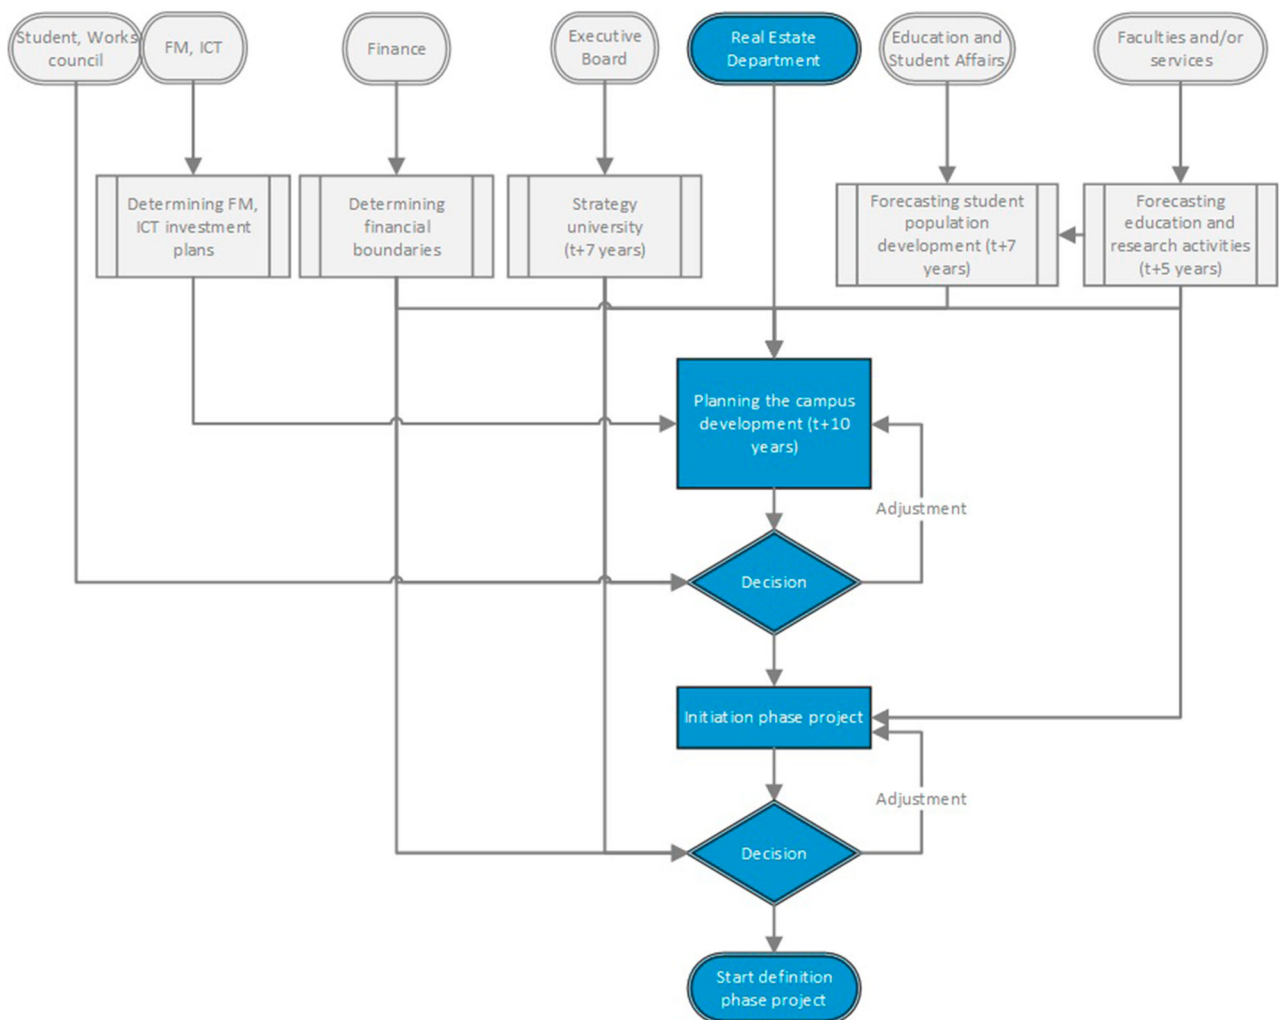 Student, Works
council
FM, ICT
Finance
Executive
Board
Real Estate
Department
Education and
Student Affairs
Faculties and/or
services
Determining FM,
ICT investment
plans
Determining
financial
boundaries
Strategy
university
(t+7 years)
Forecasting student
population
development (t+7
years)
Forecasting
education and
research activities
(t+5 years)
Planning the campus
development (t+10
years)
Adjustment
Decision
Initiation phase project
Adjustment
Decision
Start definition
phase project